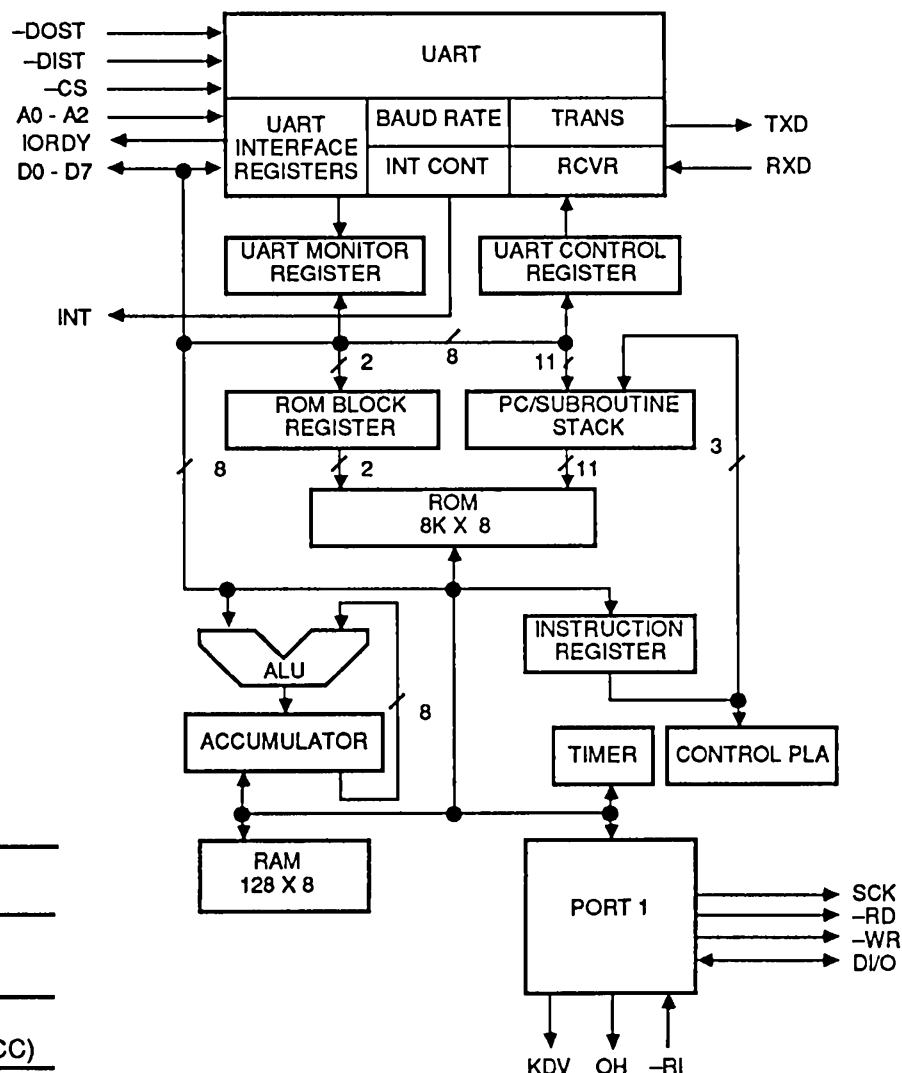 –DOST
–DIST
–CS
A0 - A2
IORDY
D0 - D7
UART
UART
INTERFACE
REGISTERS
BAUD RATE
TRANS
INT CONT
RCVR
TXD
RXD
UART MONITOR
REGISTER
UART CONTROL
REGISTER
INT
2
8
11
ROM BLOCK
REGISTER
PC/SUBROUTINE
STACK
3
8
2
11
ROM
8K X 8
ALU
INSTRUCTION
REGISTER
8
ACCUMULATOR
TIMER
CONTROL PLA
RAM
128 X 8
PORT 1
SCK
–RD
–WR
DI/O
CC)
KDV
OH
–RI